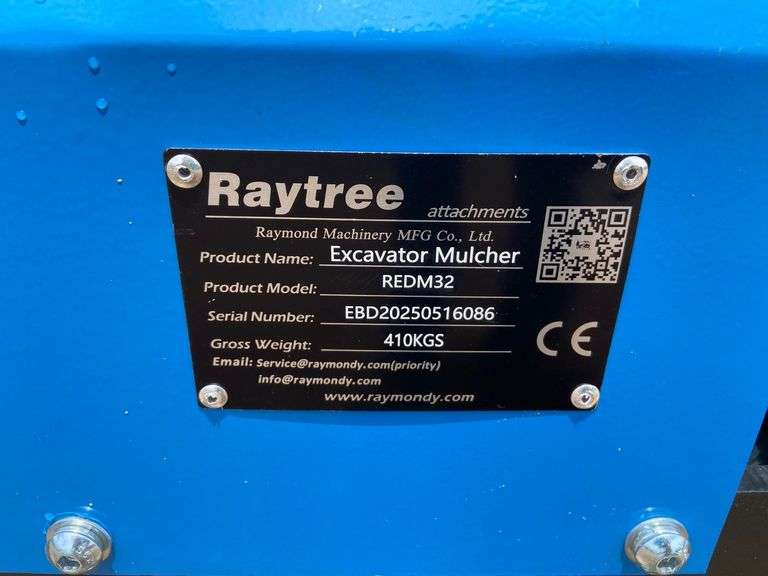 Raytree attachments
Raymond Machinery MFG Co., Ltd.
Product Name: Excavator Mulcher
Product Model: REDM32
Serial Number: EBD20250516086
Gross Weight: 410KGS
Email: Service@raymondy.com(priority)
info@raymondy.com
www.raymondy.com
CE